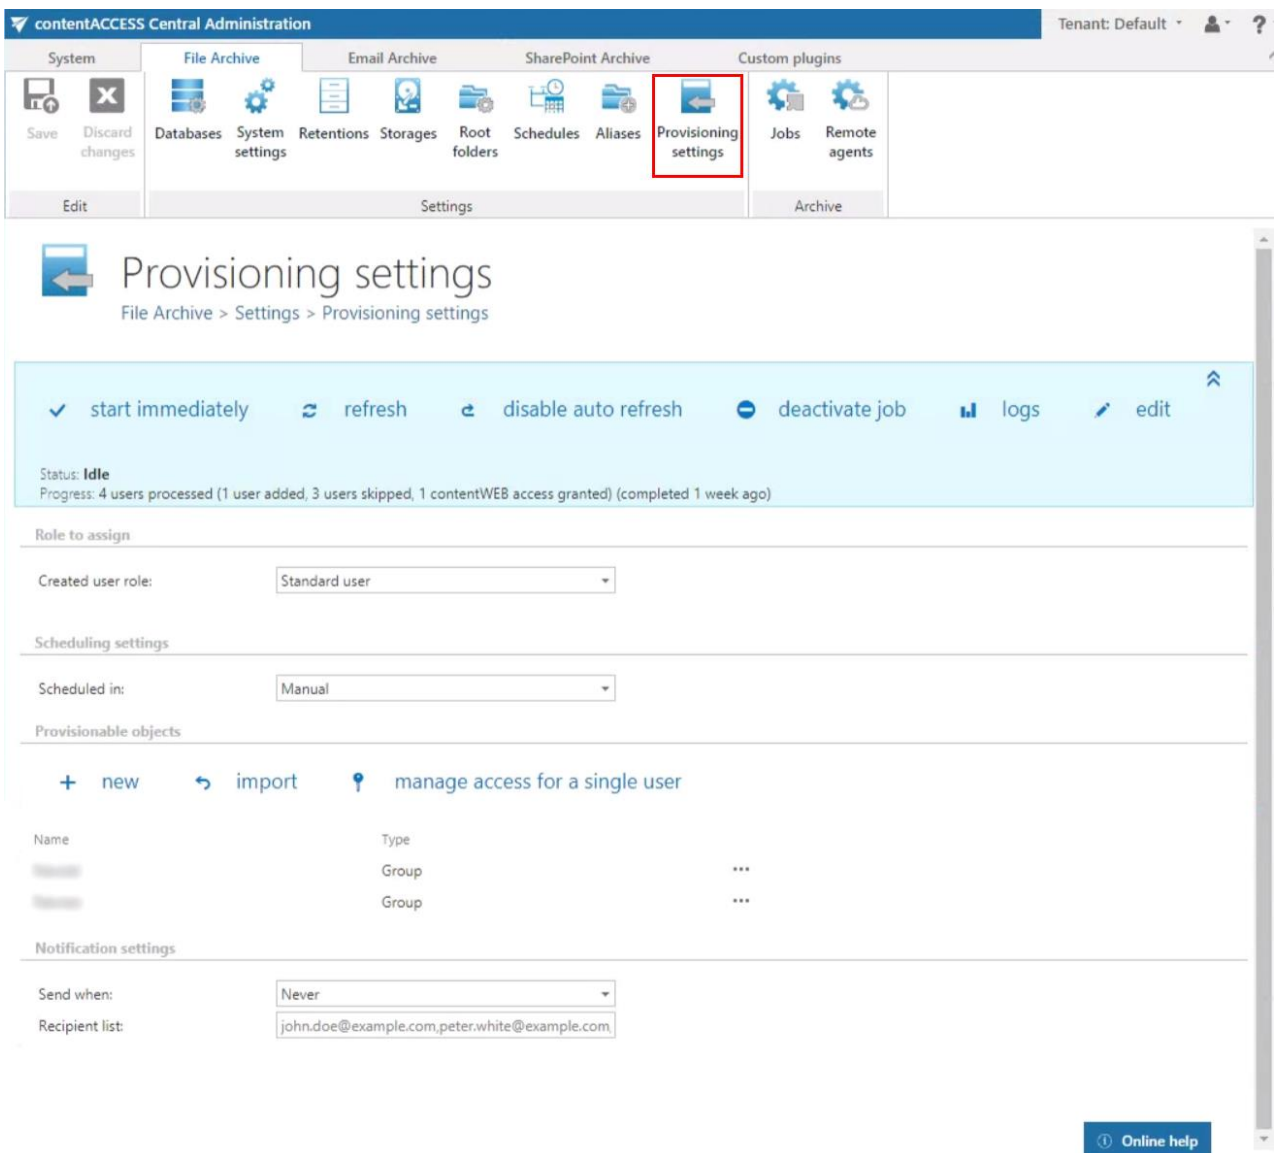 contentACCESS Central Administration Tenant: Default ?
System File Archive Email Archive SharePoint Archive Custom plugins
Save Discard changes Databases System settings Retentions Storages Root folders Schedules Aliases Provisioning settings Jobs Remote agents
Edit Settings Archive
Provisioning settings
File Archive > Settings > Provisioning settings
start immediately refresh disable auto refresh deactivate job logs edit
Status: Idle
Progress: 4 users processed (1 user added, 3 users skipped, 1 contentWEB access granted) (completed 1 week ago)
Role to assign
Created user role: Standard user
Scheduling settings
Scheduled in: Manual
Provisionable objects
+ new import manage access for a single user
Name Type
Group ...
Group ...
Notification settings
Send when: Never
Recipient list: john.doe@example.com,peter.white@example.com,
Online help